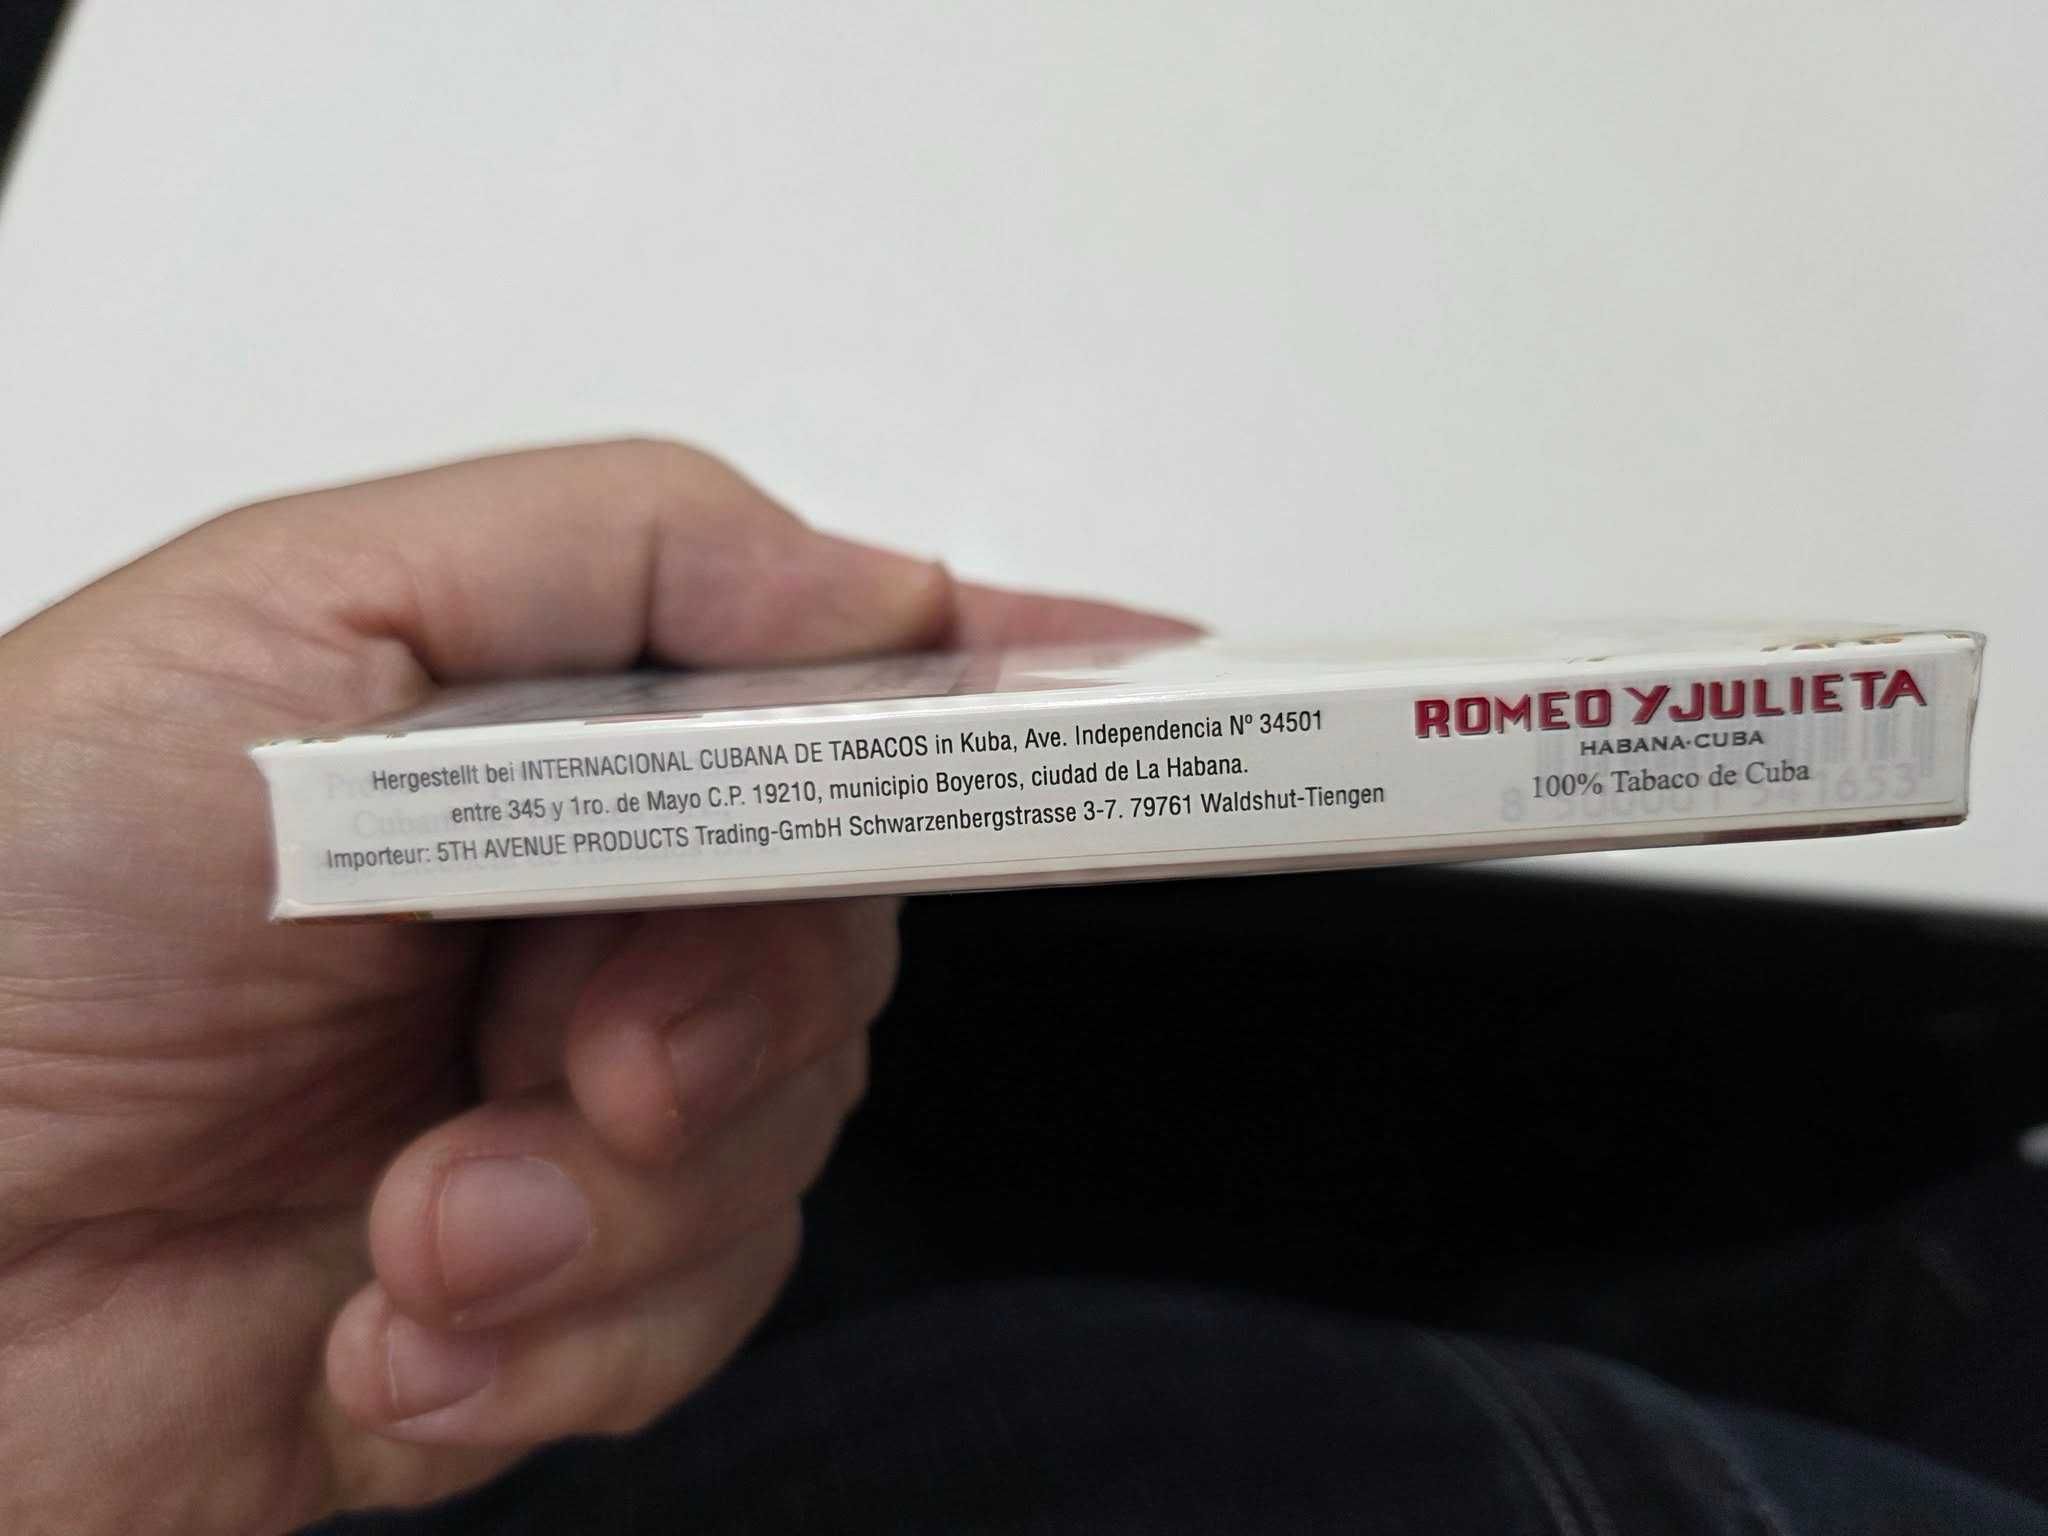 Hergestellt bei INTERNACIONAL CUBANA DE TABACOS in Kuba, Ave. Independencia Nº 34501
entre 345 y 1ro. de Mayo C.P. 19210, municipio Boyeros, ciudad de La Habana.
Importeur: 5TH AVENUE PRODUCTS Trading-GmbH Schwarzenbergstrasse 3-7. 79761 Waldshut-Tiengen
ROMEO Y JULIETA
HABANA·CUBA
100% Tabaco de Cuba